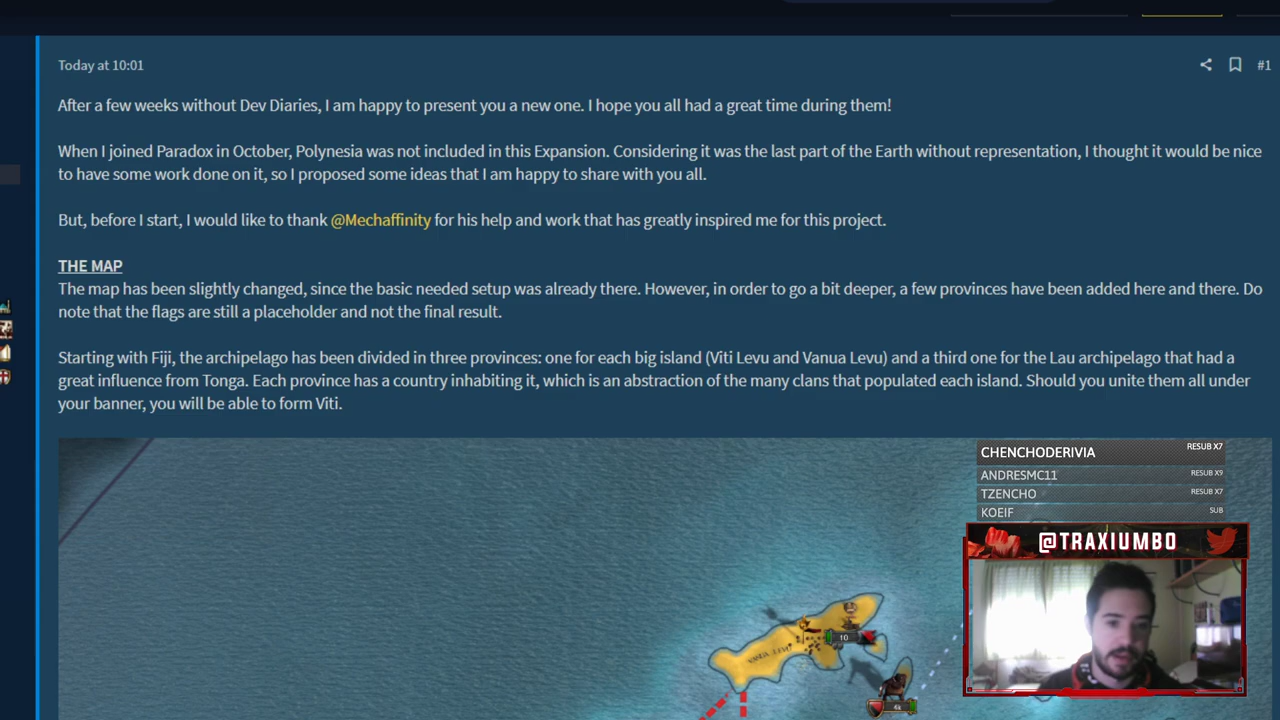 Today at 10:01
#1
After a few weeks without Dev Diaries, I am happy to present you a new one. I hope you all had a great time during them!
When I joined Paradox in October, Polynesia was not included in this Expansion. Considering it was the last part of the Earth without representation, I thought it would be nice
to have some work done on it, so I proposed some ideas that I am happy to share with you all.
But, before I start, I would like to thank @Mechaffinity for his help and work that has greatly inspired me for this project.
THE MAP
The map has been slightly changed, since the basic needed setup was already there. However, in order to go a bit deeper, a few provinces have been added here and there. Do
note that the flags are still a placeholder and not the final result.
Starting with Fiji, the archipelago has been divided in three provinces: one for each big island (Viti Levu and Vanua Levu) and a third one for the Lau archipelago that had a
great influence from Tonga. Each province has a country inhabiting it, which is an abstraction of the many clans that populated each island. Should you unite them all under
your banner, you will be able to form Viti.
CHENCHODERIVIA RESUB X7
ANDRESMC11 RESUB X9
TZENCHO RESUB X7
KOEIF SUB
@TRAXIUMBO
10
VANUA LEVU
4k